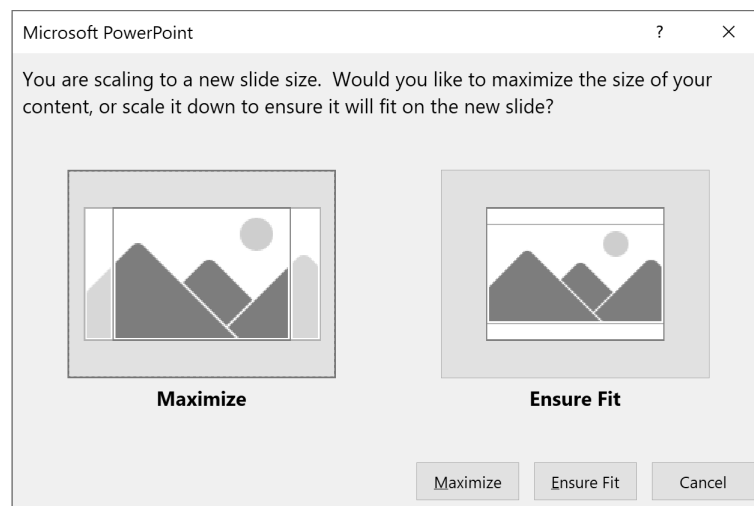 Microsoft PowerPoint ?
You are scaling to a new slide size.  Would you like to maximize the size of your
content, or scale it down to ensure it will fit on the new slide?
Maximize Ensure Fit
Maximize Ensure Fit Cancel